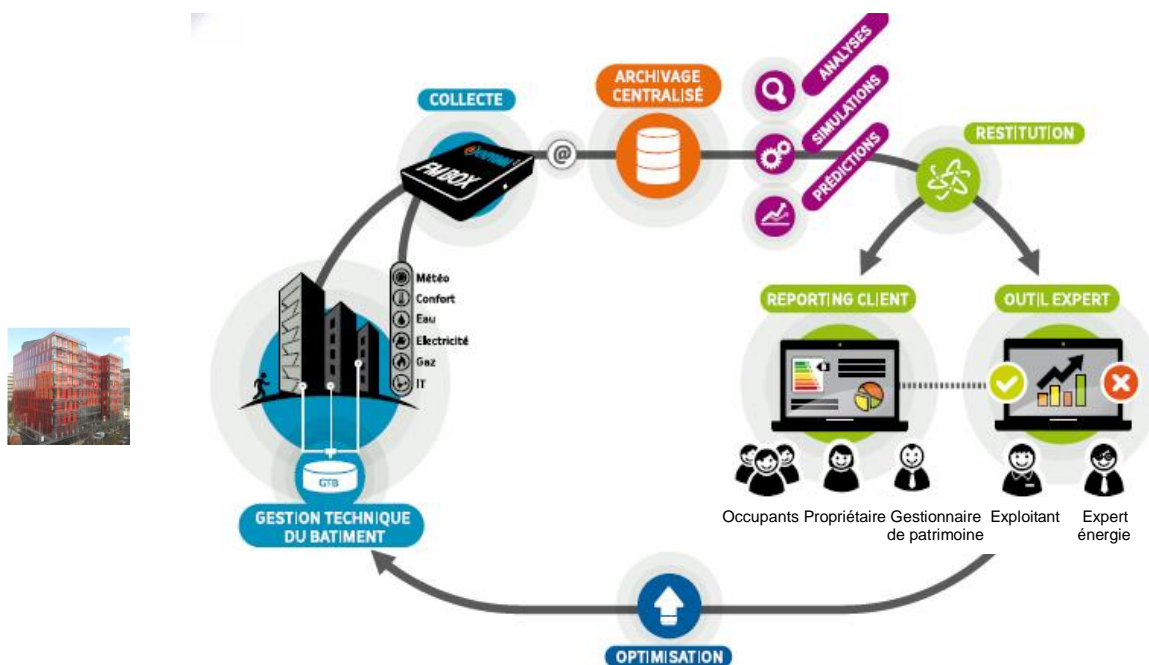 ANALYSES
SIMULATIONS
PRÉDICTIONS
ARCHIVAGE
CENTRALISÉ
COLLECTE
RESTITUTION
@
FM BOX
Météo
Confort
Eau
Electricité
Gaz
IT
REPORTING CLIENT
OUTIL EXPERT
GTB
GESTION TECHNIQUE
DU BATIMENT
Occupants Propriétaire Gestionnaire de patrimoine Exploitant Expert énergie
OPTIMISATION